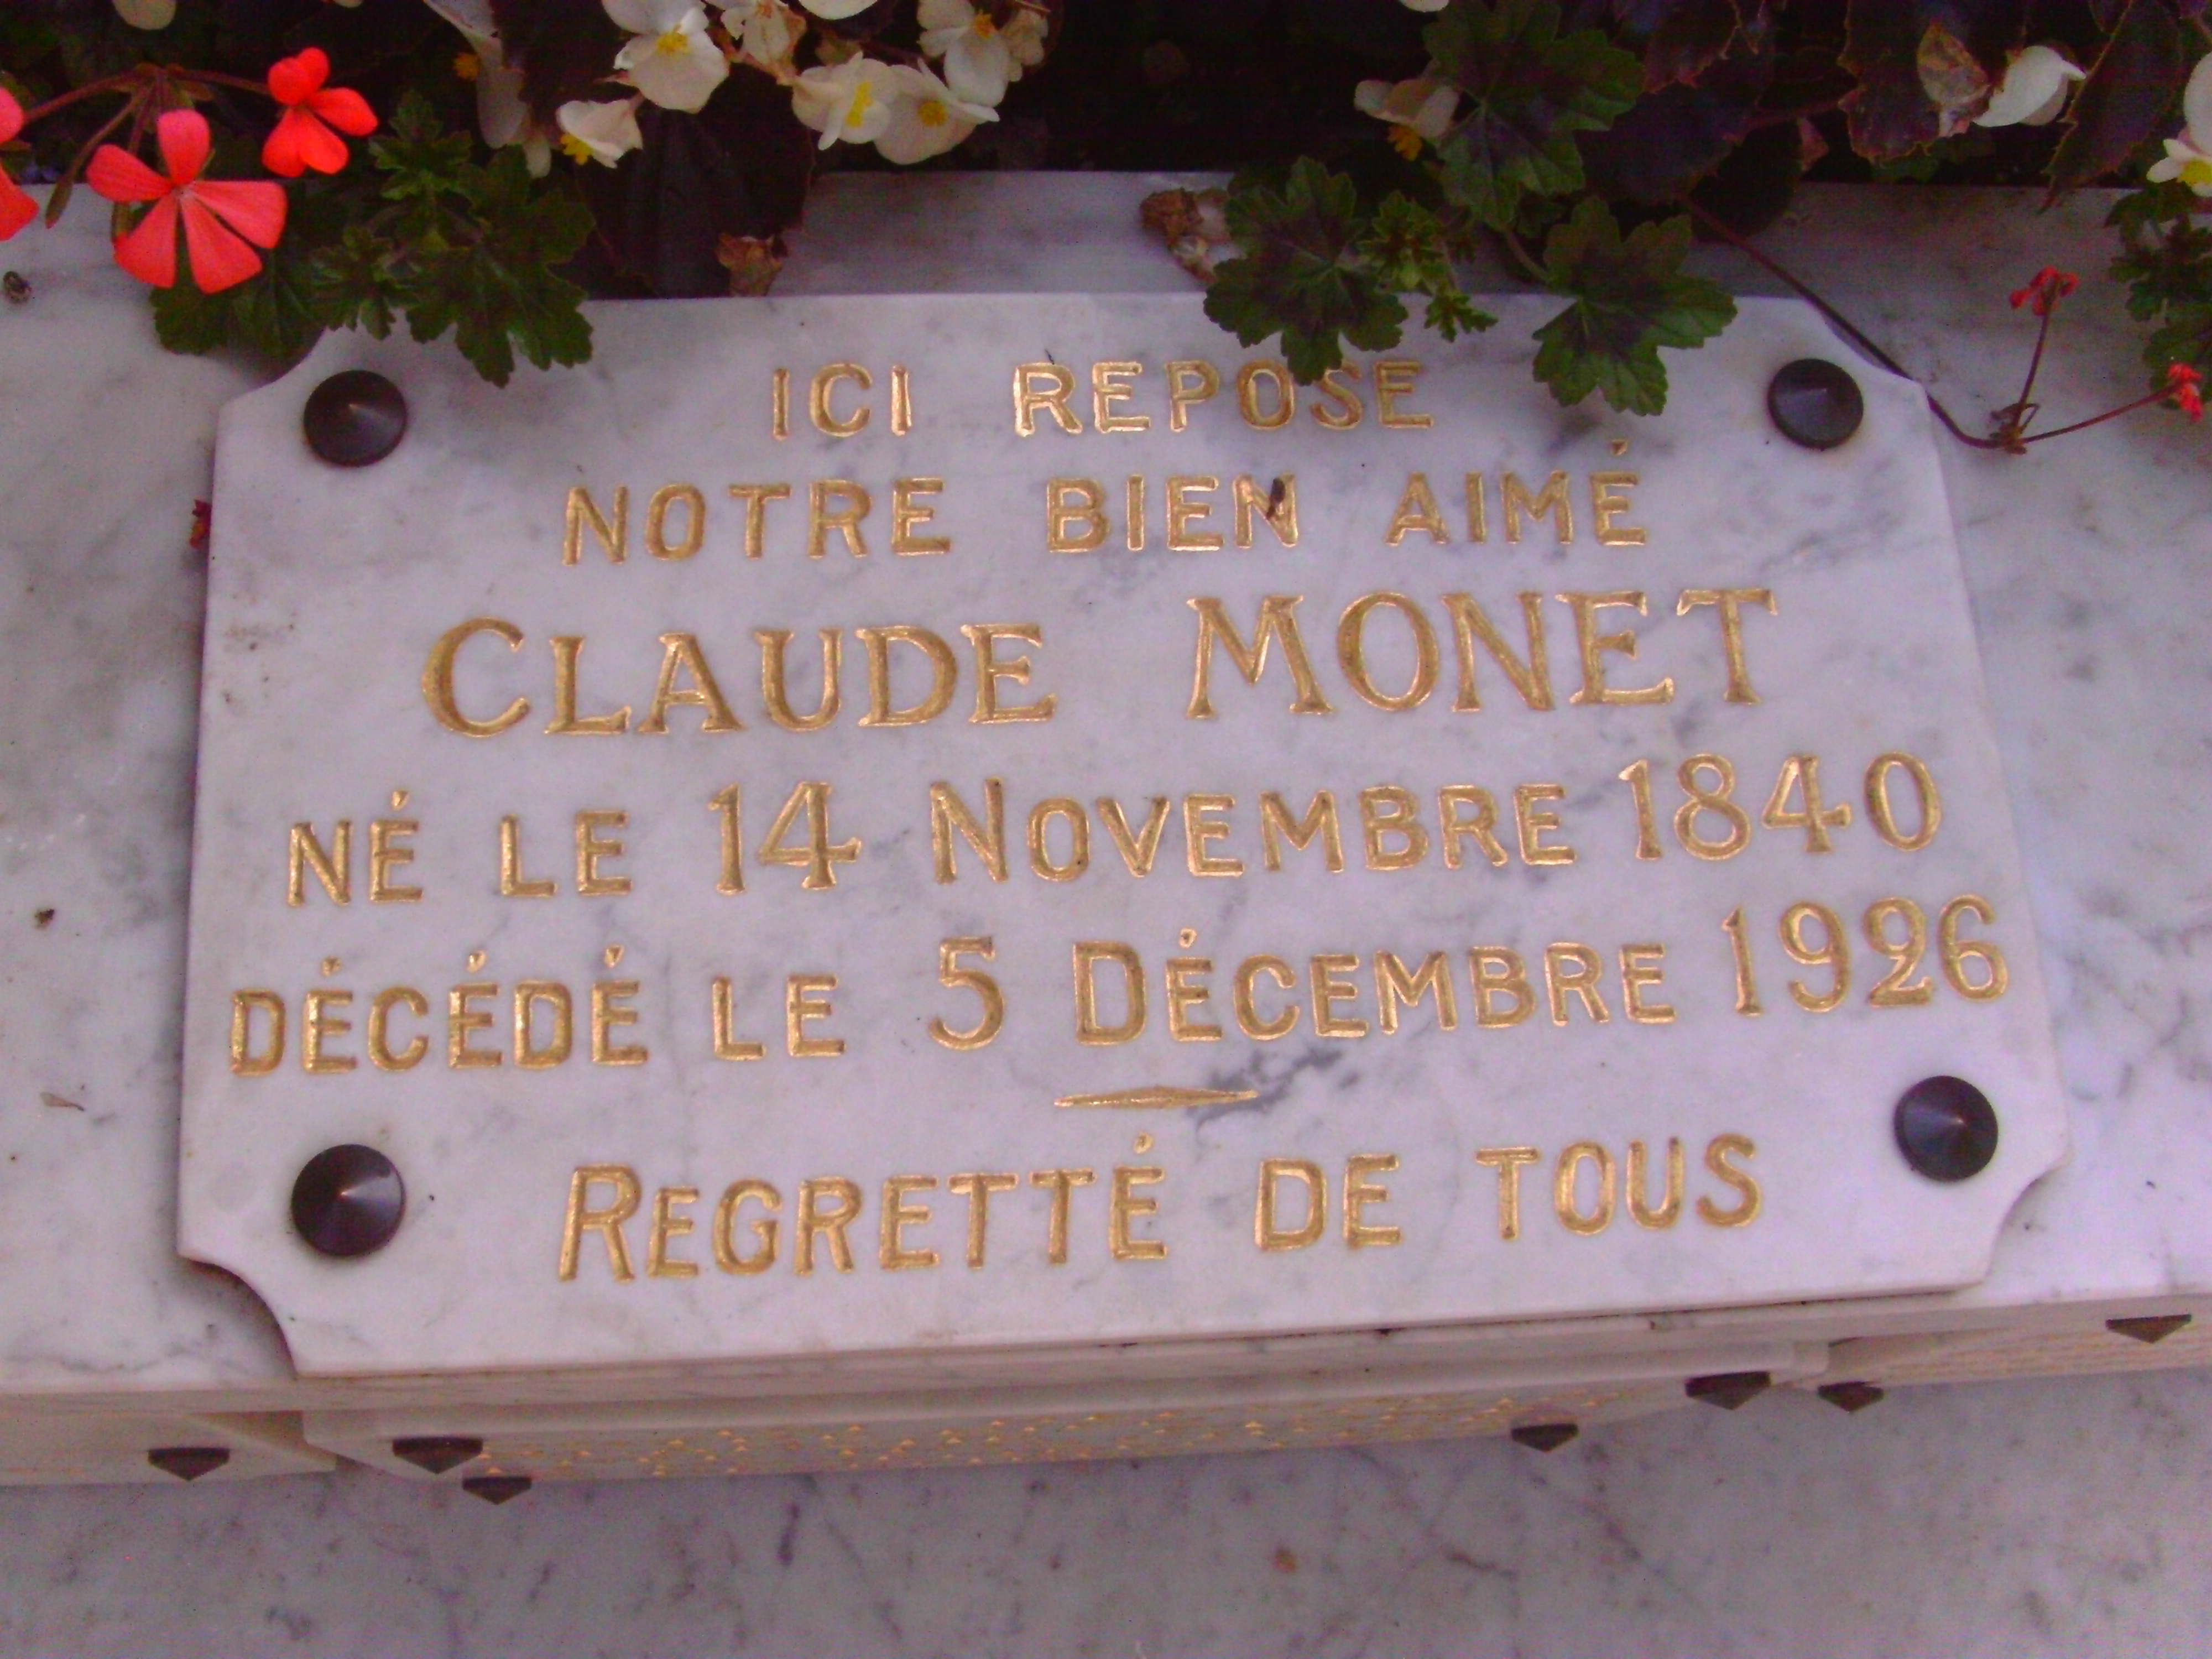 ICI REPOSE
NOTRE BIEN AIMÉ
CLAUDE MONET
NÉ LE 14 NOVEMBRE 1840
DÉCÉDÉ LE 5 DÉCEMBRE 1926
REGRETTÉ DE TOUS